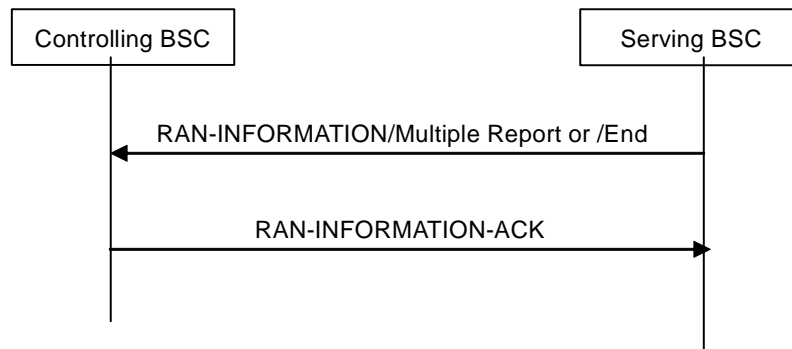 Controlling BSC
Serving BSC
RAN-INFORMATION/Multiple Report or /End
RAN-INFORMATION-ACK